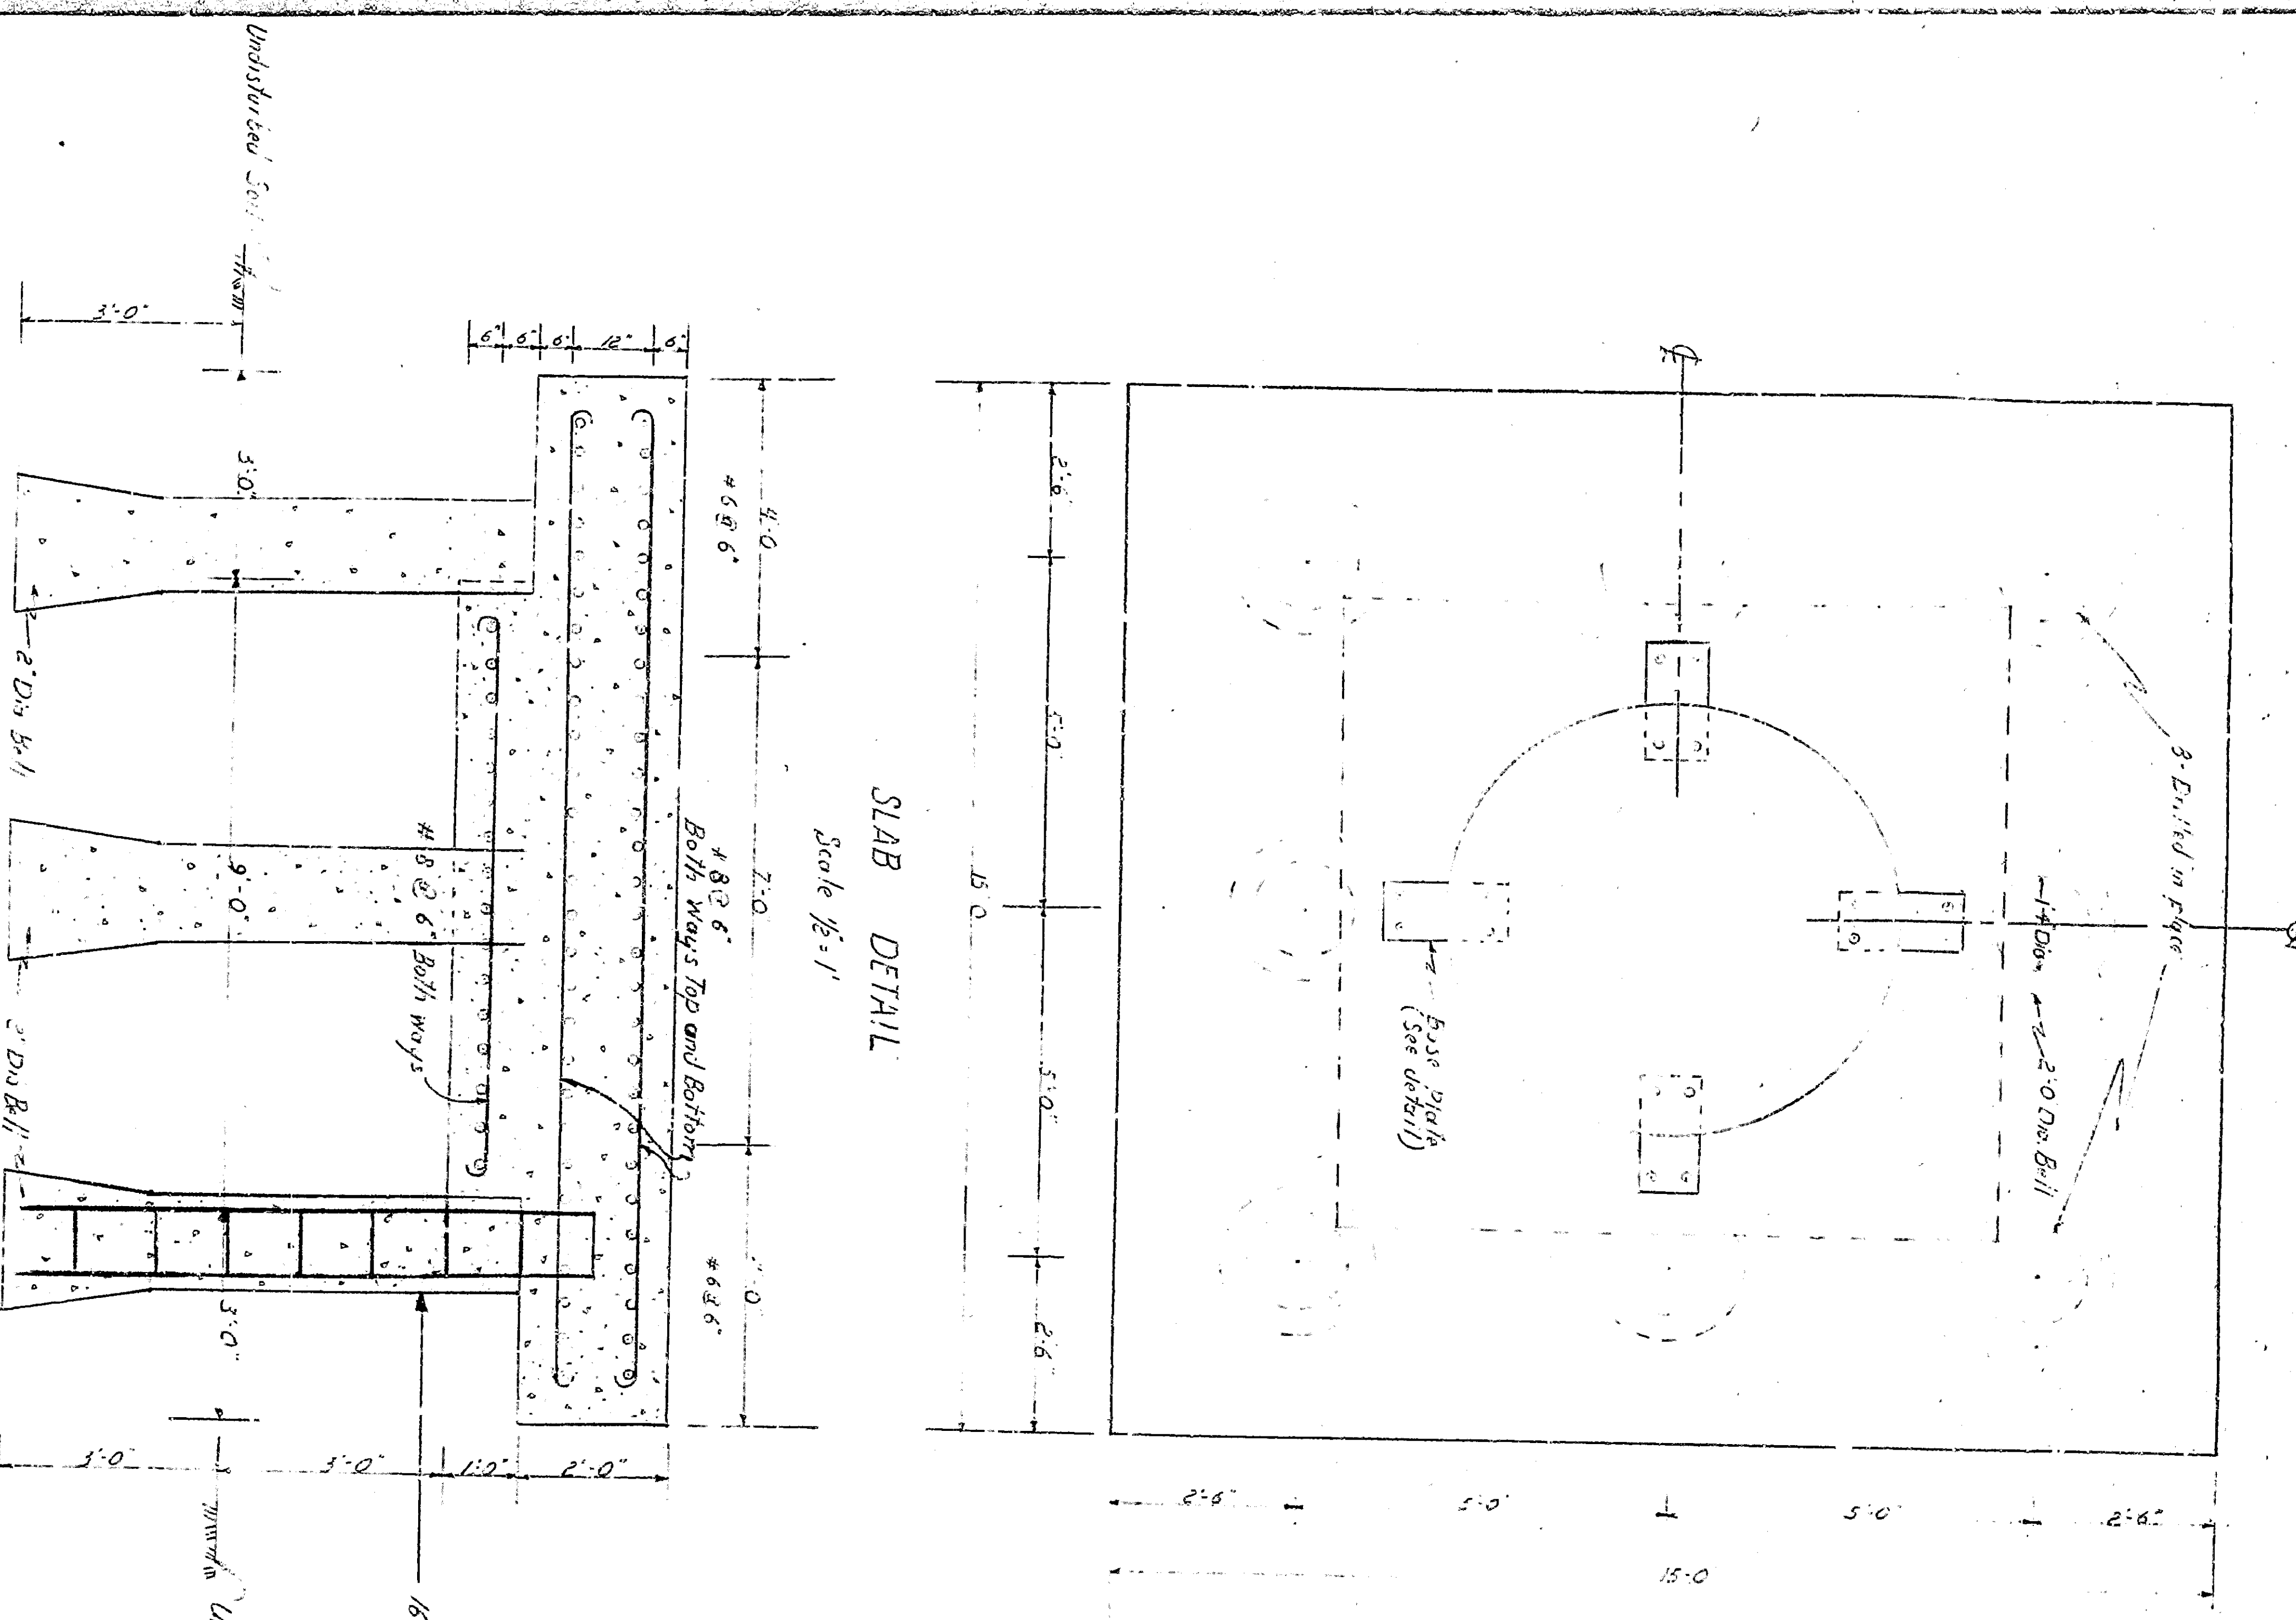 8-Drilled in place
2'-0 Dia. Bell
Base Plate
(See detail)
2'-6"
5'-0"
5'-0"
2'-6"
15'-0
2'-6"
5'-0"
5'-0"
2'-6"
15'-0
SLAB DETAIL
Scale 1/2"=1'
4'-0
7'-0
#6@6"
#8@6"
Both Ways Top and Bottom
#6@6"
6"
12"
6"
6"
6"
2'-0"
1'-0"
3'-0"
3'-0"
#8@6" Both Ways
16
Undisturbed
3'-0"
3'-0"
9'-0"
3'-0"
2' Dia Bell
2' Dia Bell